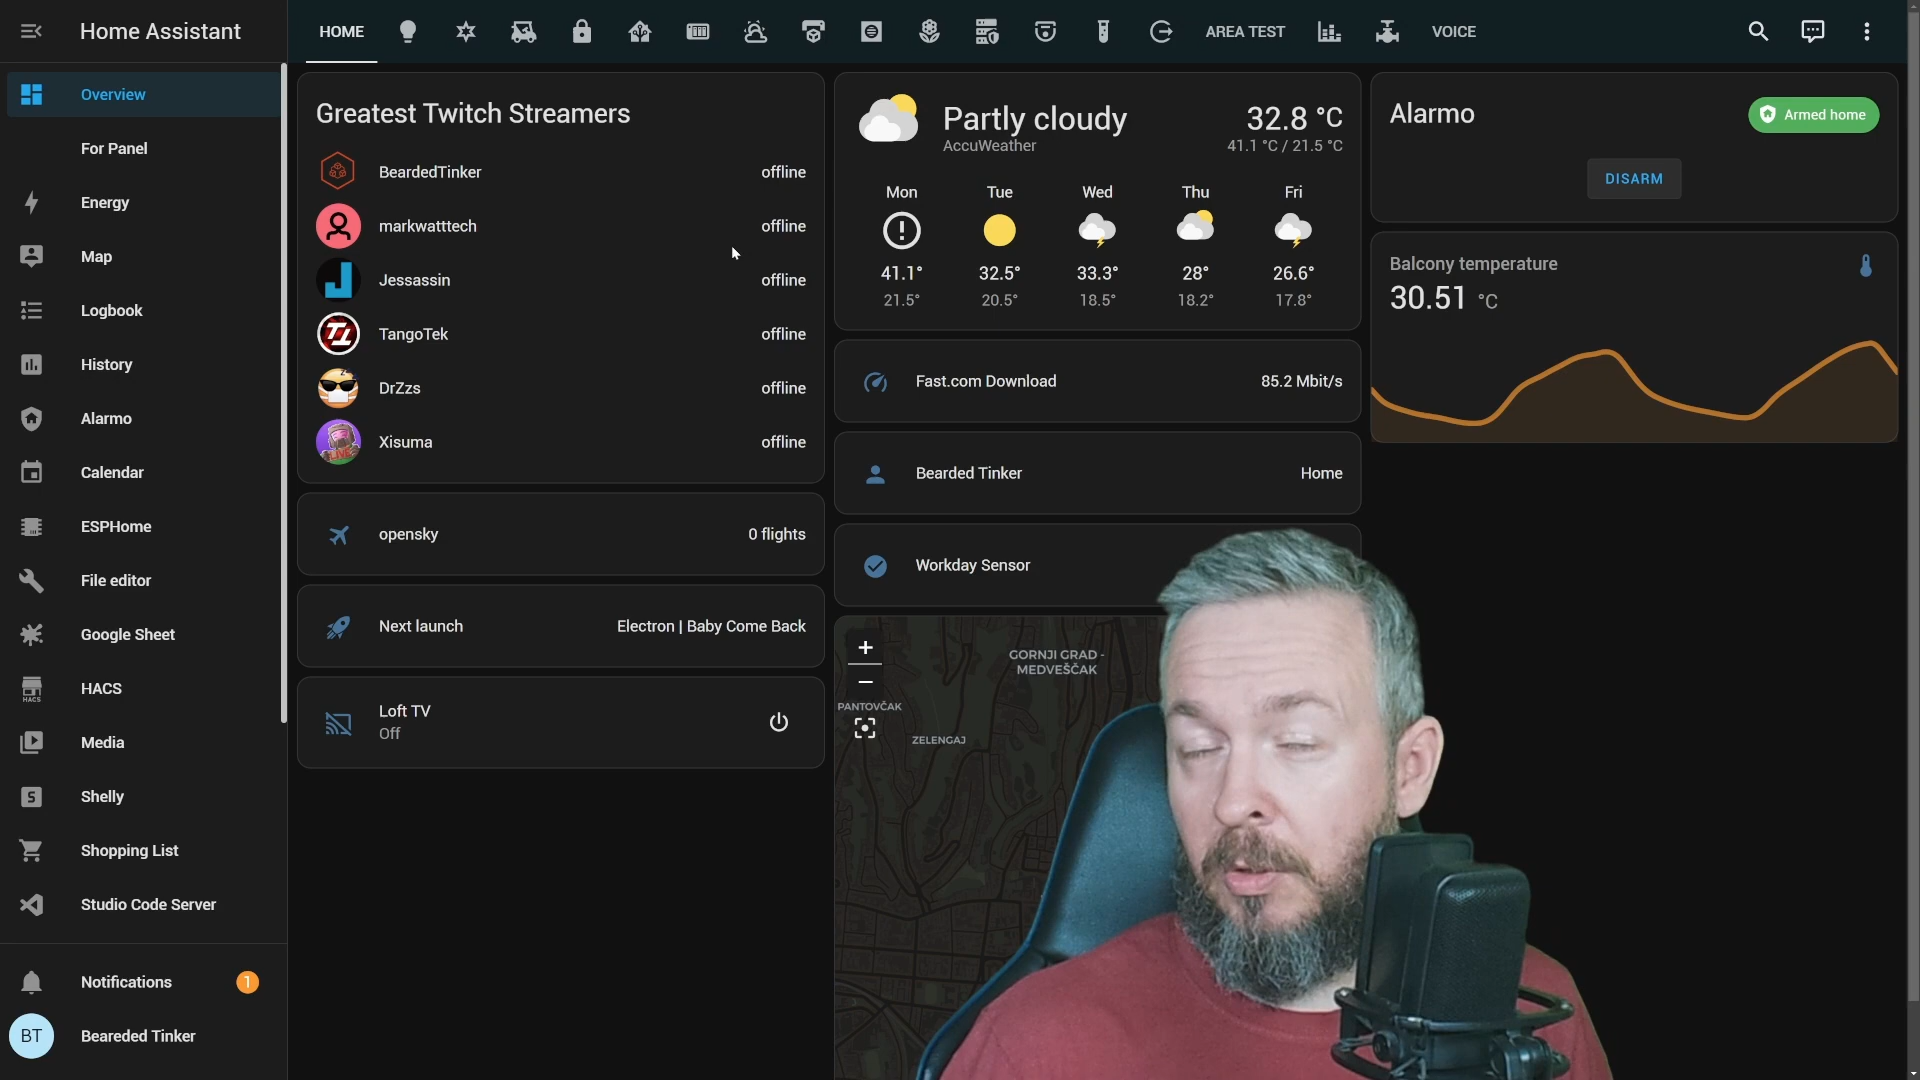 Home Assistant
HOME
AREA TEST
VOICE
Overview
For Panel
Energy
Map
Logbook
History
Alarmo
Calendar
ESPHome
File editor
Google Sheet
HACS
HACS
Media
S
Shelly
Shopping List
Studio Code Server
Notifications
1
BT
Beareded Tinker
Greatest Twitch Streamers
BeardedTinker offline
markwatttech offline
Jessassin offline
TangoTek offline
DrZzs offline
Xisuma offline
LIVE
opensky 0 flights
Next launch Electron | Baby Come Back
Loft TV
Off
Partly cloudy 32.8 °C
AccuWeather 41.1 °C / 21.5 °C
Mon Tue Wed Thu Fri
41.1° 32.5° 33.3° 28° 26.6°
21.5° 20.5° 18.5° 18.2° 17.8°
Fast.com Download 85.2 Mbit/s
Bearded Tinker Home
Workday Sensor
+
−
GORNJI GRAD -
MEDVEŠČAK
PANTOVČAK
ZELENGAJ
Alarmo
Armed home
DISARM
Balcony temperature
30.51 °C